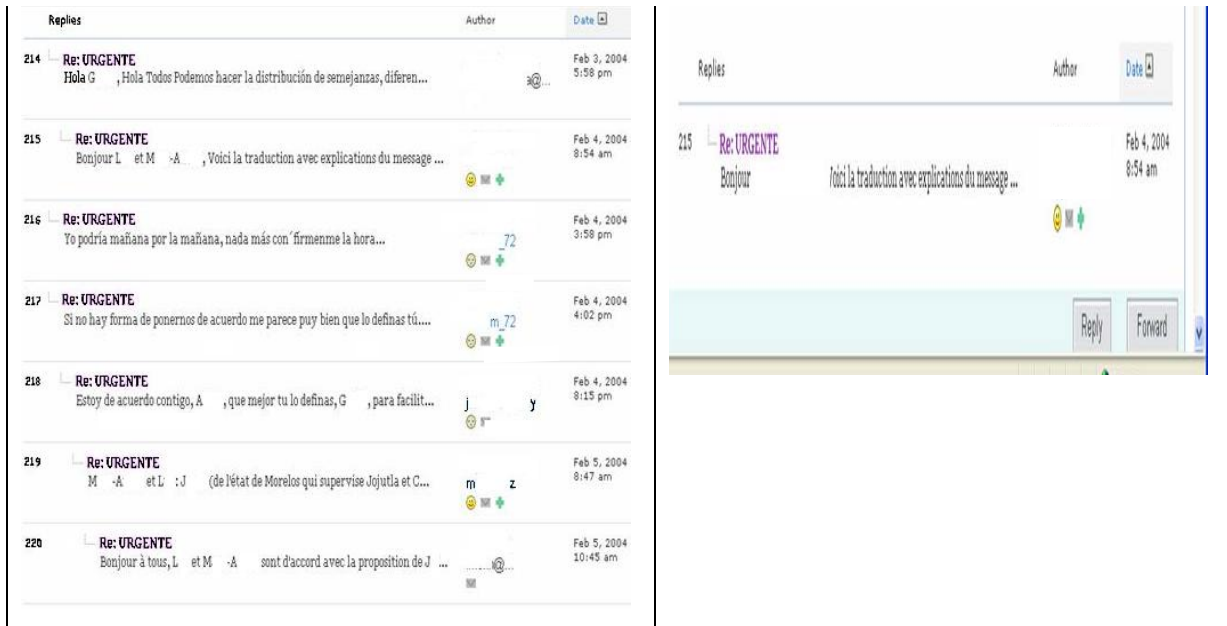 Replies Author Date
214 Re: URGENTE Feb 3, 2004
Hola G , Hola Todos Podemos hacer la distribución de semejanzas, diferen... @... 5:58 pm
215 Re: URGENTE Feb 4, 2004
Bonjour L et M -A , Voici la traduction avec explications du message ... 8:54 am
216 Re: URGENTE Feb 4, 2004
Yo podría mañana por la mañana, nada más con´firmenme la hora... _72 3:58 pm
217 Re: URGENTE Feb 4, 2004
Si no hay forma de ponernos de acuerdo me parece puy bien que lo definas tú.... m_72 4:02 pm
218 Re: URGENTE Feb 4, 2004
Estoy de acuerdo contigo, A , que mejor tu lo definas, G , para facilit... j y 8:15 pm
219 Re: URGENTE Feb 5, 2004
M -A et L : J (de l'état de Morelos qui supervise Jojutla et C... m z 8:47 am
220 Re: URGENTE Feb 5, 2004
Bonjour à tous, L et M -A sont d'accord avec la proposition de J ... @... 10:45 am
Replies Author Date
215 Re: URGENTE Feb 4, 2004
Bonjour oici la traduction avec explications du message ... 8:54 am
Reply Forward